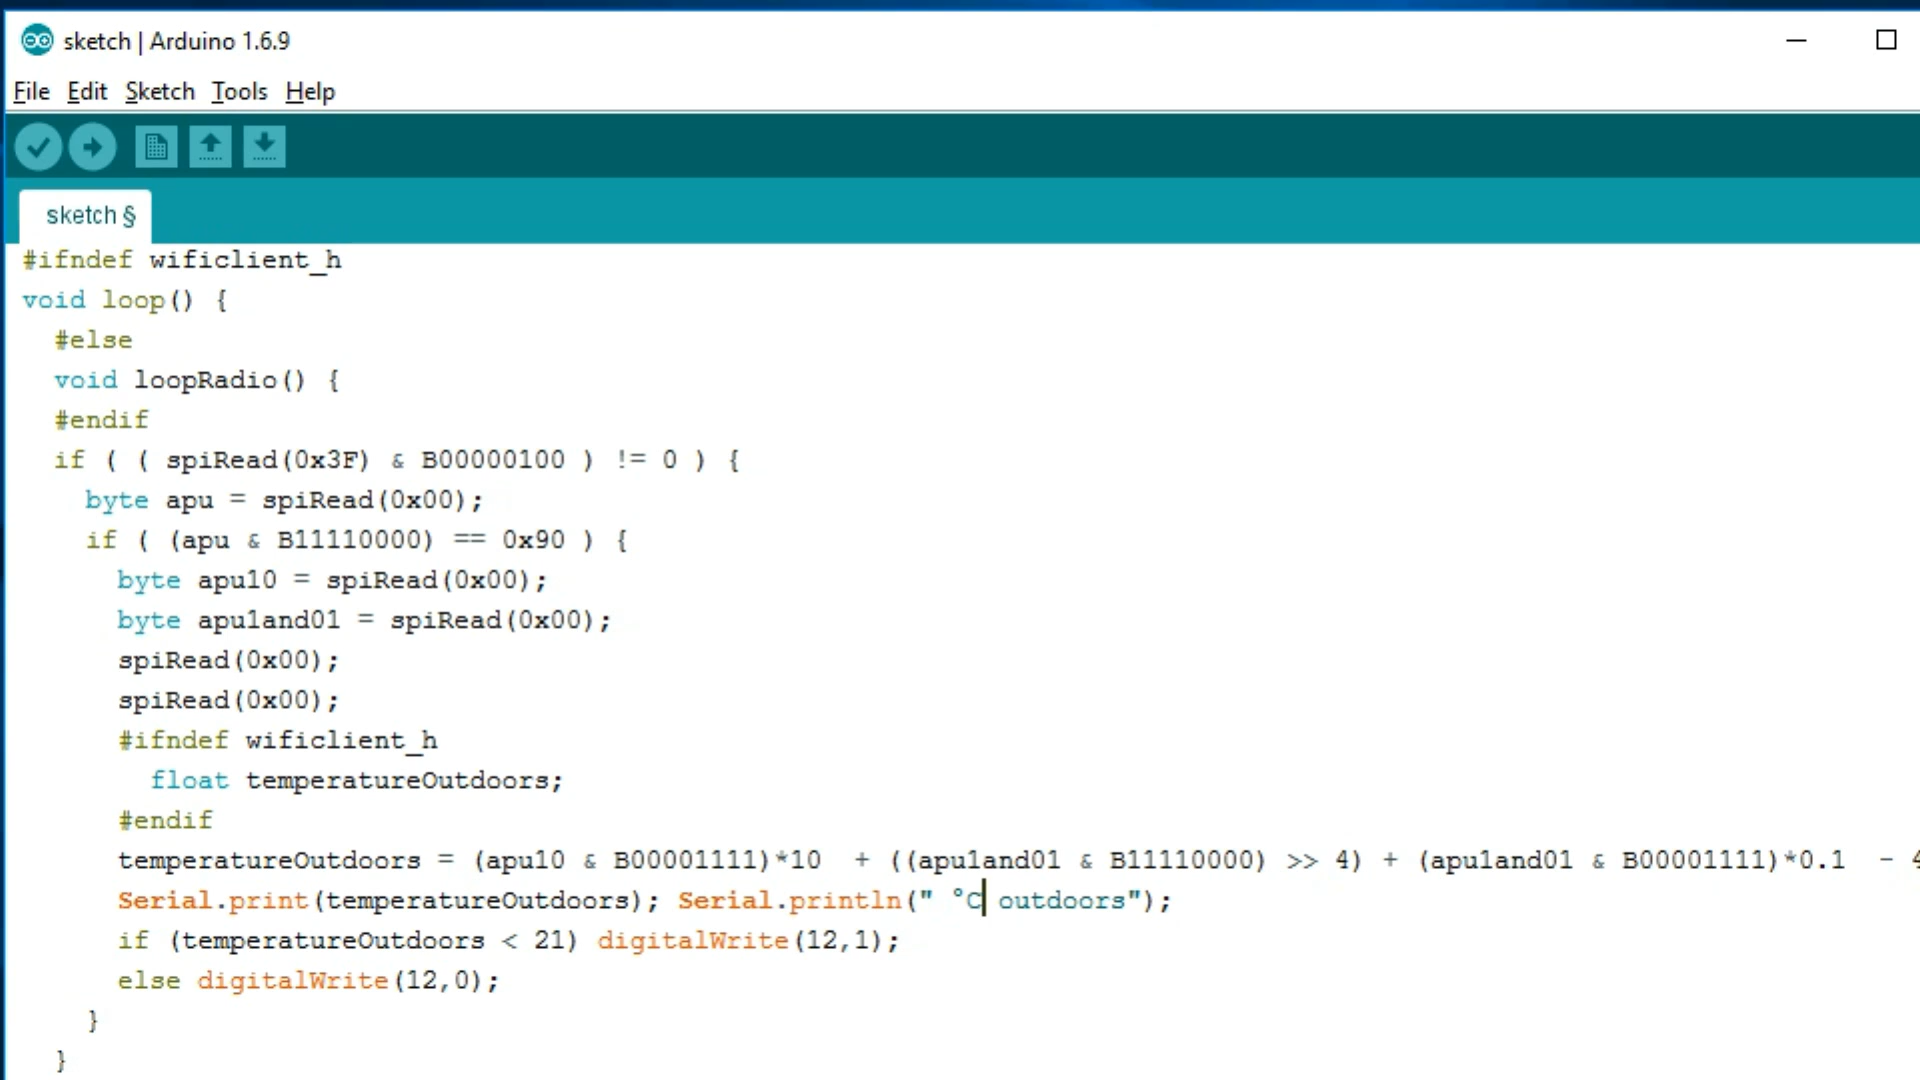 sketch | Arduino 1.6.9
File Edit Sketch Tools Help
sketch §
#ifndef wificlient_h
void loop() {
  #else
  void loopRadio() {
  #endif
  if ( ( spiRead(0x3F) & B00000100 ) != 0 ) {
    byte apu = spiRead(0x00);
    if ( (apu & B11110000) == 0x90 ) {
      byte apu10 = spiRead(0x00);
      byte apu1and01 = spiRead(0x00);
      spiRead(0x00);
      spiRead(0x00);
      #ifndef wificlient_h
        float temperatureOutdoors;
      #endif
      temperatureOutdoors = (apu10 & B00001111)*10  + ((apu1and01 & B11110000) >> 4) + (apu1and01 & B00001111)*0.1  - 
      Serial.print(temperatureOutdoors); Serial.println(" °C outdoors");
      if (temperatureOutdoors < 21) digitalWrite(12,1);
      else digitalWrite(12,0);
    }
  }